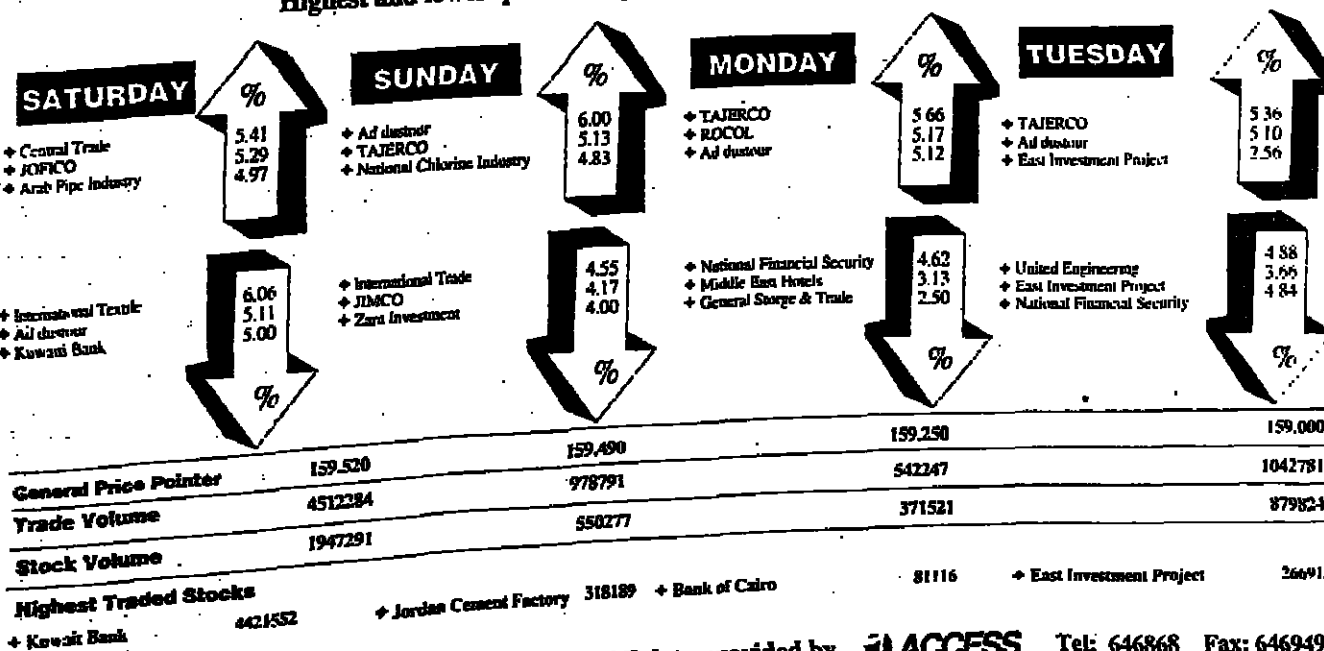 Highest and
SATURDAY
%
+ Central Trade 5.41
+ JOFICO 5.29
+ Arab Pipe Industry 4.97
+ International Textile 6.06
+ Ad dustour 5.11
+ Kuwait Bank 5.00
%
SUNDAY
%
+ Ad dustour 6.00
+ TAJERCO 5.13
+ National Chlorine Industry 4.83
+ International Trade 4.55
+ JIMCO 4.17
+ Zara Investment 4.00
%
MONDAY
%
+ TAJERCO 5 66
+ ROCOL 5.17
+ Ad dustour 5.12
+ National Financial Security 4.62
+ Middle East Hotels 3.13
+ General Storge & Trade 2.50
%
TUESDAY
%
+ TAJERCO 5 36
+ Ad dustour 5 10
+ East Investment Project 2.56
+ United Engineering 4 88
+ East Investment Project 3.66
+ National Financial Security 4 84
%
General Price Pointer 159.520 159.490 159.250 159.000
Trade Volume 4512284 978791 542247 1042781
Stock Volume 1947291 550277 371521 879824
Highest Traded Stocks
+ Kuwait Bank 4421552 + Jordan Cement Factory 318189 + Bank of Cairo 81116 + East Investment Project 26691
provided by ACCESS Tel: 646868 Fax: 646949